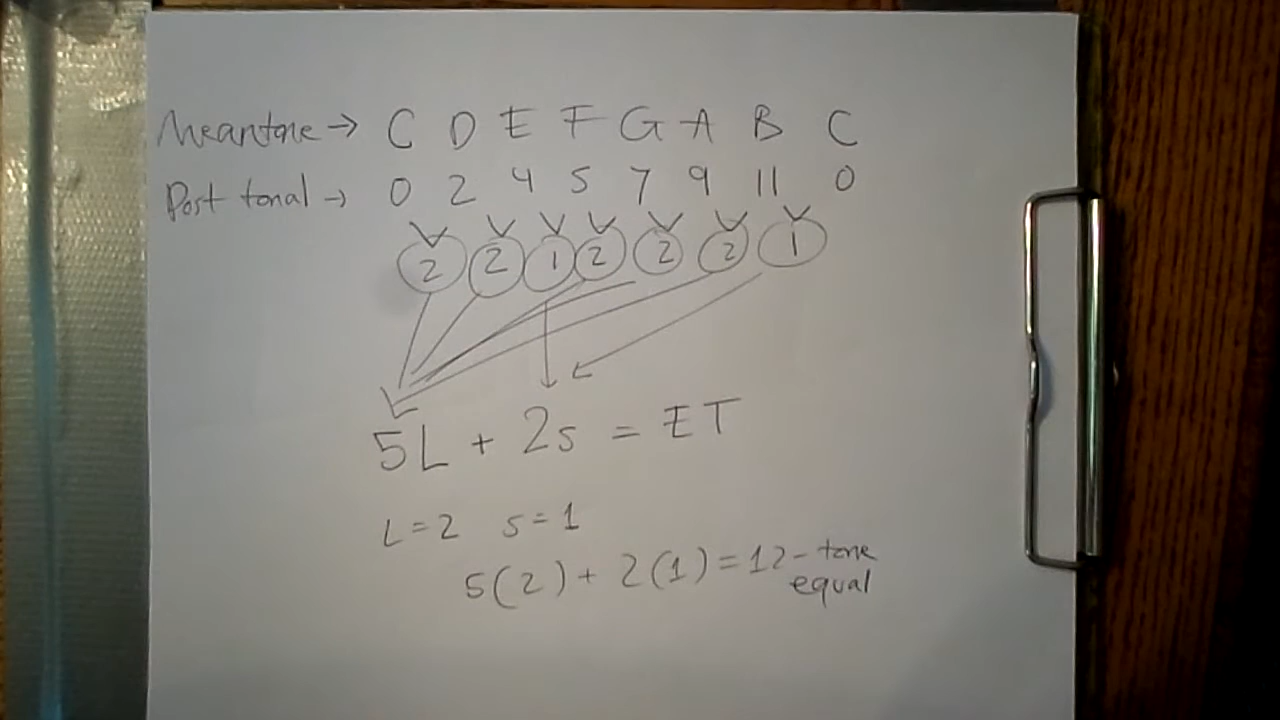 Meantone → C D E F G A B C
Post tonal → 0 2 4 5 7 9 11 0
2 2 1 2 2 2 1
5L + 2s = ET
L=2 s=1
5(2) + 2(1) = 12-tone
equal